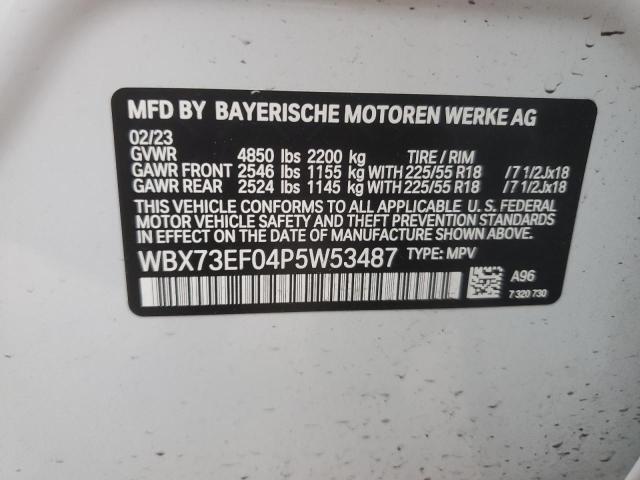 MFD BY BAYERISCHE MOTOREN WERKE AG
02/23
GVWR 4850 lbs 2200 kg TIRE / RIM
GAWR FRONT 2546 lbs 1155 kg WITH 225/55 R18 /7 1/2Jx18
GAWR REAR 2524 lbs 1145 kg WITH 225/55 R18 /7 1/2Jx18
THIS VEHICLE CONFORMS TO ALL APPLICABLE U. S. FEDERAL
MOTOR VEHICLE SAFETY AND THEFT PREVENTION STANDARDS
IN EFFECT ON THE DATE OF MANUFACTURE SHOWN ABOVE.
WBX73EF04P5W53487 TYPE: MPV
A96
7 320 730